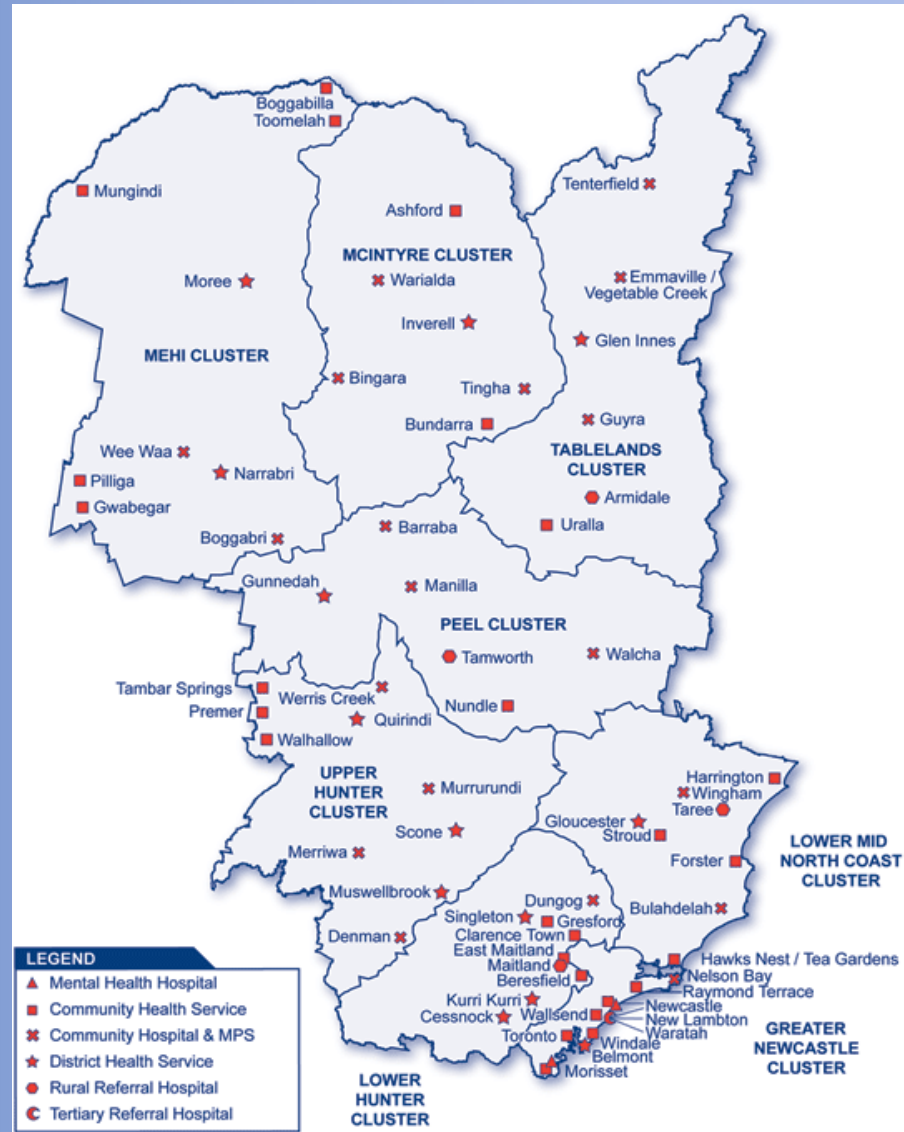 Boggabilla
Toomelah
Mungindi
Tenterfield
Ashford
MCINTYRE CLUSTER
Warialda
Moree
Emmaville /
Vegetable Creek
Inverell
Glen Innes
MEHI CLUSTER
Bingara
Tingha
Bundarra
Guyra
TABLELANDS
CLUSTER
Wee Waa
Narrabri
Pilliga
Gwabegar
Armidale
Uralla
Boggabri
Barraba
Gunnedah
Manilla
PEEL CLUSTER
Tamworth
Walcha
Tambar Springs
Werris Creek
Premer
Nundle
Quirindi
Walhallow
UPPER
HUNTER
CLUSTER
Murrurundi
Scone
Merriwa
Muswellbrook
Denman
Harrington
Wingham
Taree
Gloucester
Stroud
Forster
LOWER MID
NORTH COAST
CLUSTER
Bulahdelah
Dungog
Singleton
Gresford
Clarence Town
East Maitland
Maitland
Beresfield
Hawks Nest / Tea Gardens
Nelson Bay
Raymond Terrace
Kurri Kurri
Cessnock
Wallsend
Newcastle
New Lambton
Waratah
Toronto
Windale
Belmont
Morisset
GREATER
NEWCASTLE
CLUSTER
LOWER
HUNTER
CLUSTER
LEGEND
Mental Health Hospital
Community Health Service
Community Hospital & MPS
District Health Service
Rural Referral Hospital
Tertiary Referral Hospital